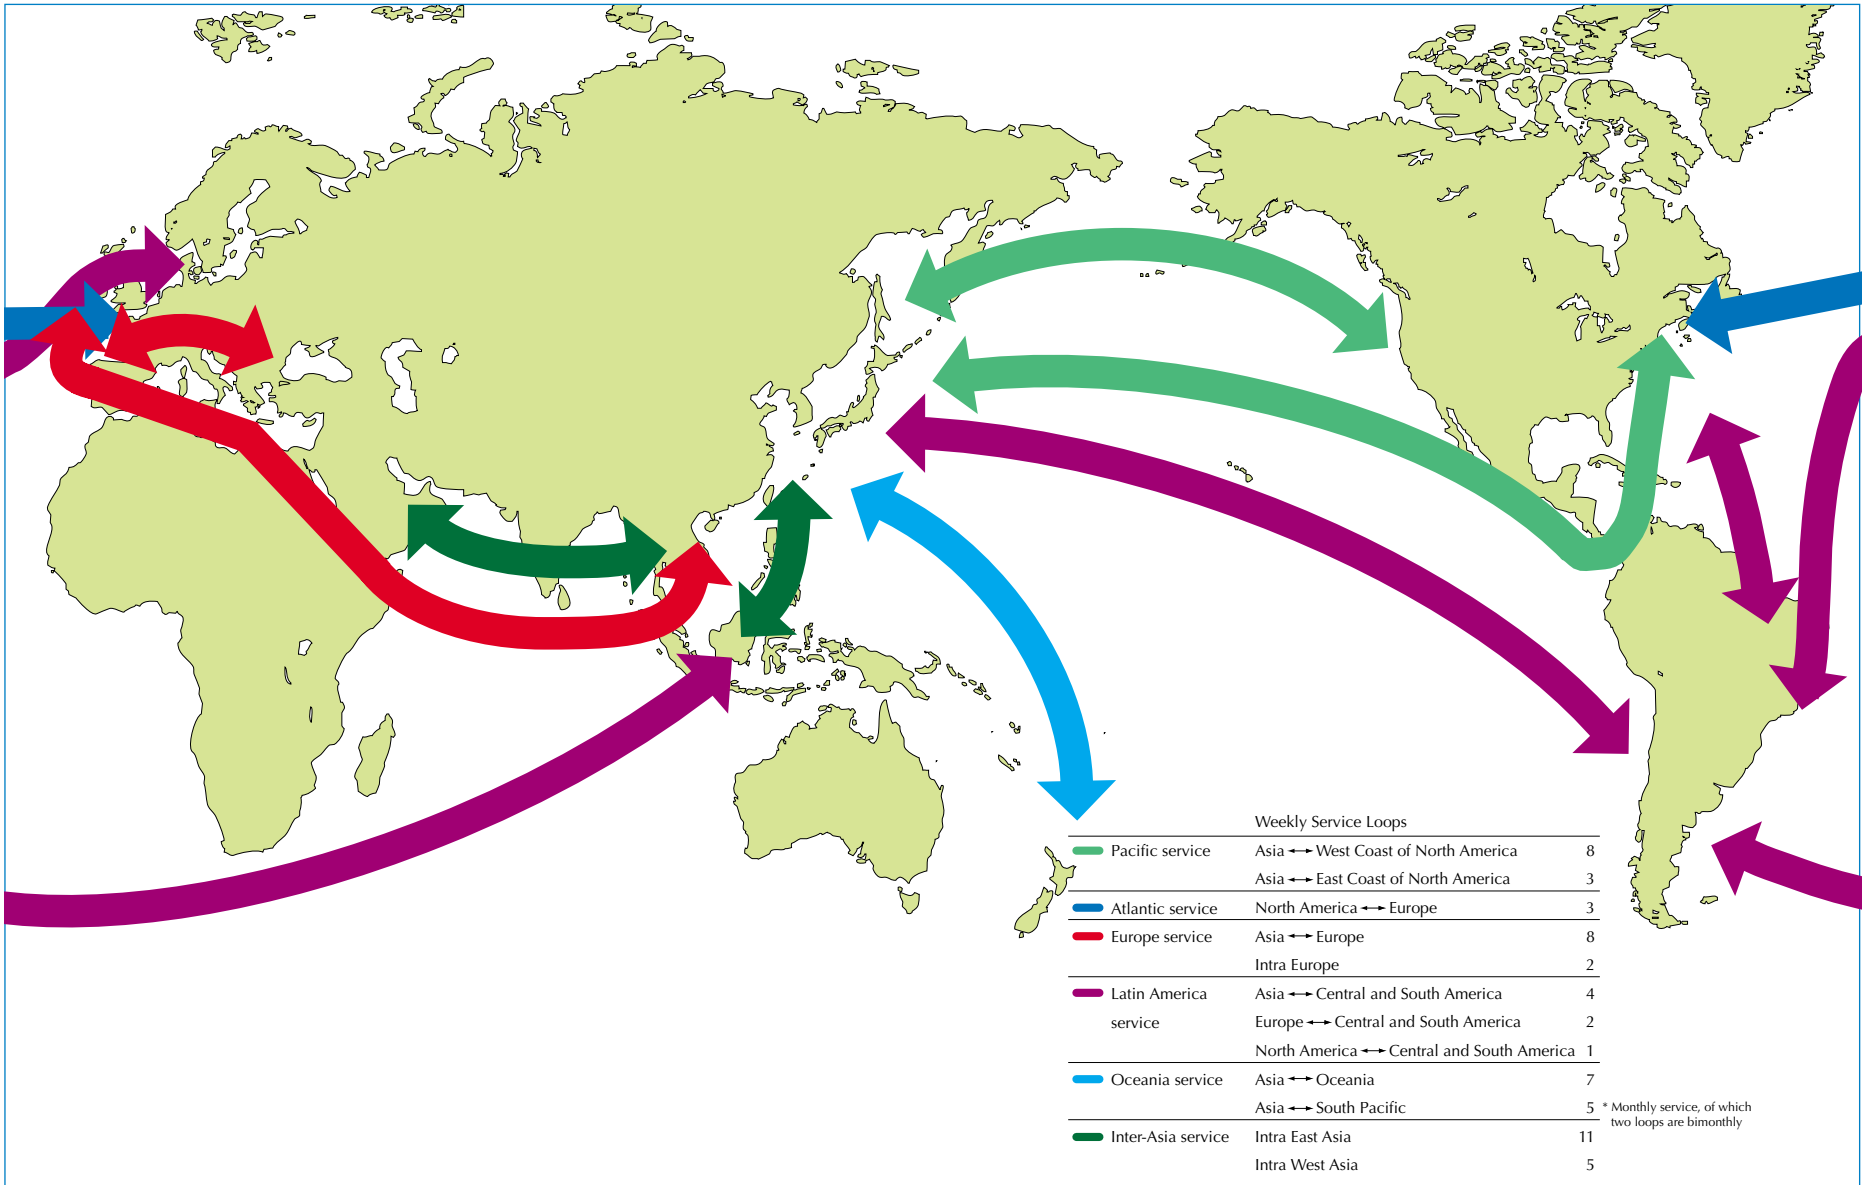 Weekly Service Loops
Pacific service Asia ↔ West Coast of North America 8
Asia ↔ East Coast of North America 3
Atlantic service North America ↔ Europe 3
Europe service Asia ↔ Europe 8
Intra Europe 2
Latin America Asia ↔ Central and South America 4
service Europe ↔ Central and South America 2
North America ↔ Central and South America 1
Oceania service Asia ↔ Oceania 7
Asia ↔ South Pacific 5 * Monthly service, of which
two loops are bimonthly
Inter-Asia service Intra East Asia 11
Intra West Asia 5